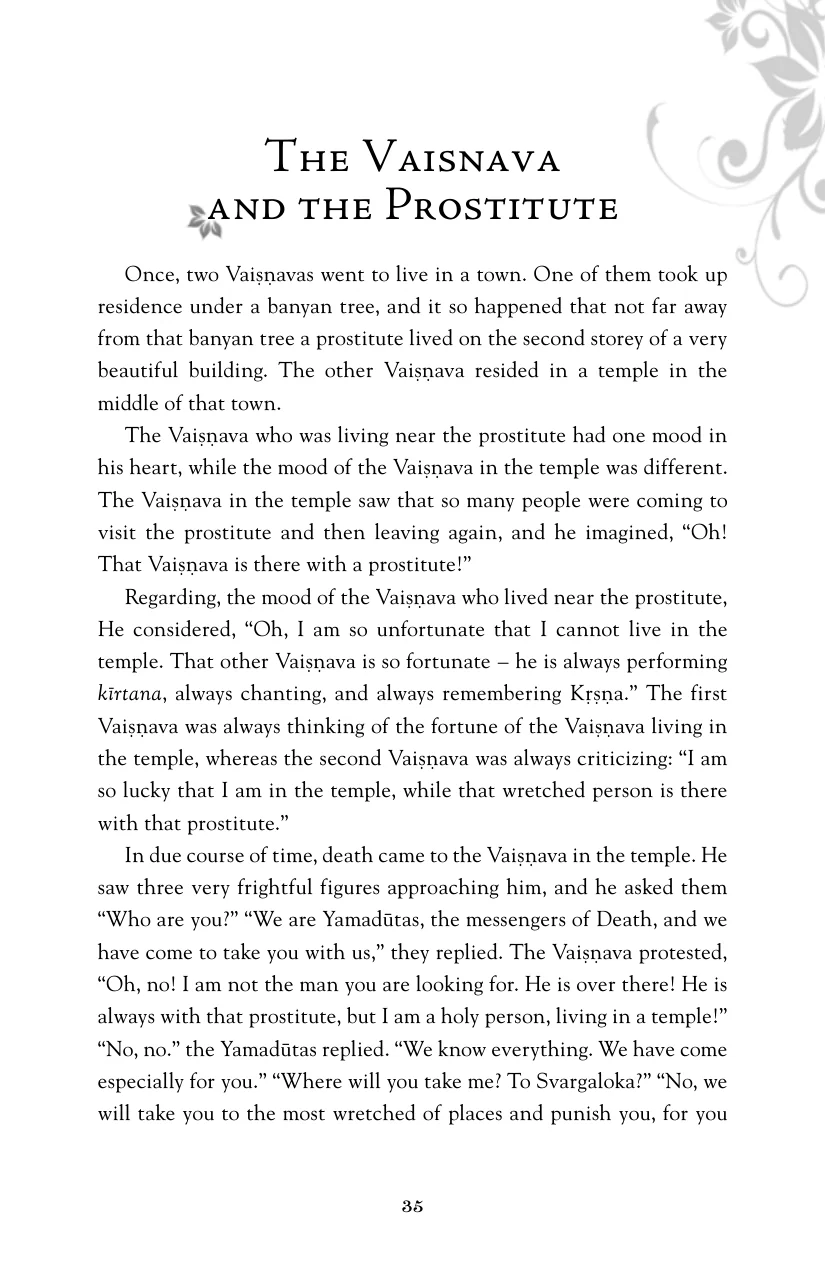 The Vaisnava
and the Prostitute
Once, two Vaiṣṇavas went to live in a town. One of them took up
residence under a banyan tree, and it so happened that not far away
from that banyan tree a prostitute lived on the second storey of a very
beautiful building. The other Vaiṣṇava resided in a temple in the
middle of that town.
The Vaiṣṇava who was living near the prostitute had one mood in
his heart, while the mood of the Vaiṣṇava in the temple was different.
The Vaiṣṇava in the temple saw that so many people were coming to
visit the prostitute and then leaving again, and he imagined, “Oh!
That Vaiṣṇava is there with a prostitute!”
Regarding, the mood of the Vaiṣṇava who lived near the prostitute,
He considered, “Oh, I am so unfortunate that I cannot live in the
temple. That other Vaiṣṇava is so fortunate – he is always performing
kīrtana, always chanting, and always remembering Kṛṣṇa.” The first
Vaiṣṇava was always thinking of the fortune of the Vaiṣṇava living in
the temple, whereas the second Vaiṣṇava was always criticizing: “I am
so lucky that I am in the temple, while that wretched person is there
with that prostitute.”
In due course of time, death came to the Vaiṣṇava in the temple. He
saw three very frightful figures approaching him, and he asked them
“Who are you?” “We are Yamadūtas, the messengers of Death, and we
have come to take you with us,” they replied. The Vaiṣṇava protested,
“Oh, no! I am not the man you are looking for. He is over there! He is
always with that prostitute, but I am a holy person, living in a temple!”
“No, no.” the Yamadūtas replied. “We know everything. We have come
especially for you.” “Where will you take me? To Svargaloka?” “No, we
will take you to the most wretched of places and punish you, for you
35